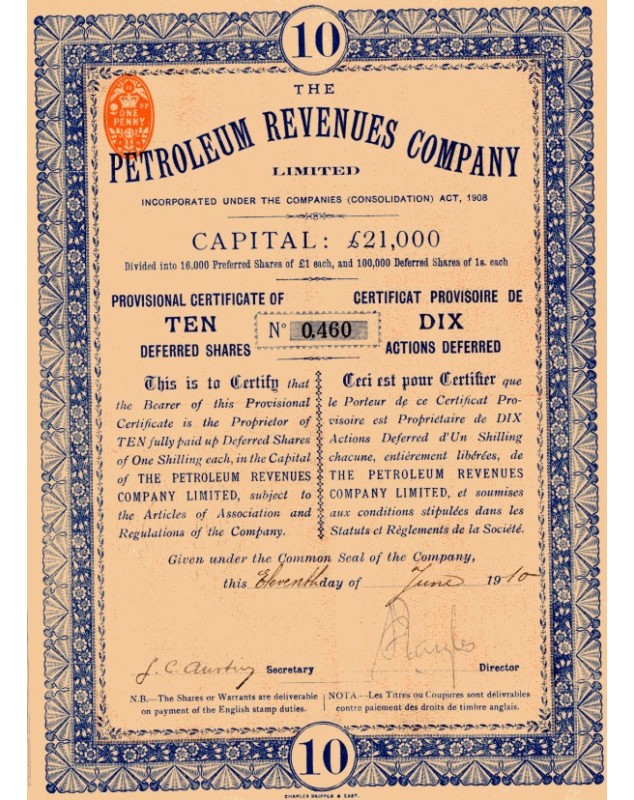 10
THE
PETROLEUM REVENUES COMPANY
LIMITED
INCORPORATED UNDER THE COMPANIES (CONSOLIDATION) ACT, 1908
ONE
PENNY
CAPITAL: £21,000
Divided into 16.000 Preferred Shares of £1 each, and 100,000 Deferred Shares of 1s. each
PROVISIONAL CERTIFICATE OF
TEN
DEFERRED SHARES
Nº 0,460
CERTIFICAT PROVISOIRE DE
DIX
ACTIONS DEFERRED
This is to Certify that
the Bearer of this Provisional
Certificate is the Proprietor of
TEN fully paid up Deferred Shares
of One Shilling each, in the Capital
of THE PETROLEUM REVENUES
COMPANY LIMITED, subject to
the Articles of Association and
Regulations of the Company.
Ceci est pour Certifier que
le Porteur de ce Certificat Pro-
visoire est Propriétaire de DIX
Actions Deferred d'Un Shilling
chacune, entièrement libérées, de
THE PETROLEUM REVENUES
COMPANY LIMITED, et soumises
aux conditions stipulées dans les
Statuts et Règlements de la Société.
Given under the Common Seal of the Company,
this Eleventh day of June 1910
J. C. Austin Secretary
Director
N.B.—The Shares or Warrants are deliverable
on payment of the English stamp duties.
NOTA.—Les Titres ou Coupures sont délivrables
contre paiement des droits de timbre anglais.
10
CHARLES SKIPPER & EAST.